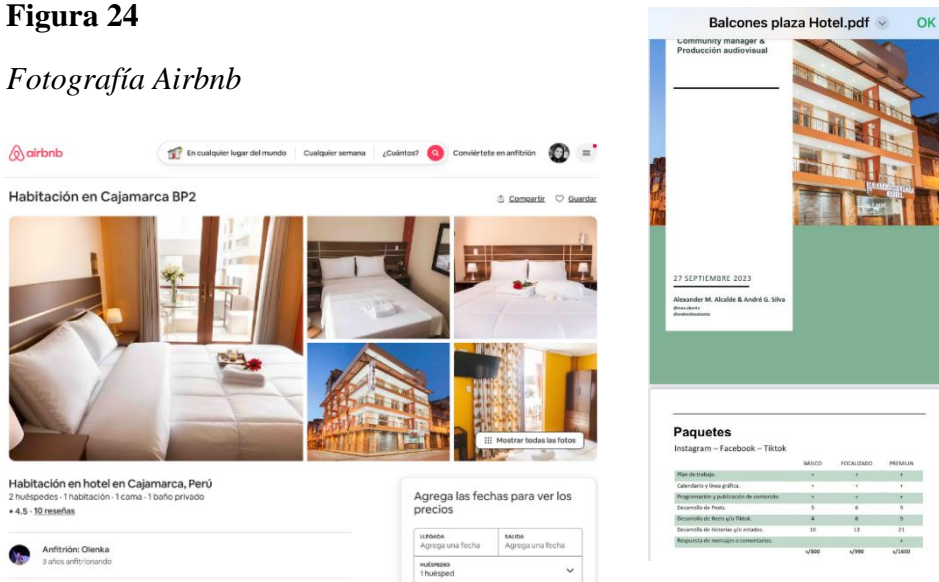 Figura 24
Fotografía Airbnb
airbnb
En cualquier lugar del mundo
Cualquier semana
¿Cuántos?
Conviértete en anfitrión
Habitación en Cajamarca BP2
Compartir
Guardar
Mostrar todas las fotos
Habitación en hotel en Cajamarca, Perú
2 huéspedes · 1 habitación · 1 cama · 1 baño privado
4.5 · 10 reseñas
Anfitrión: Olenka
3 años anfitrionando
Agrega las fechas para ver los
precios
LLEGADA
Agrega una fecha
SALIDA
Agrega una fecha
HUÉSPEDES
1 huésped
Balcones plaza Hotel.pdf
OK
Community manager &
Producción audiovisual
27 SEPTIEMBRE 2023
Alexander M. Alcalde & André G. Silva
Paquetes
Instagram – Facebook – Tiktok
BÁSICO FOCALIZADO PREMIUN
Plan de trabajo. + + +
Calendario y línea gráfica. + + +
Programación y publicación de contenido. + + +
Desarrollo de Posts. 5 6 9
Desarrollo de Reels y/o Tiktok. 4 6 9
Desarrollo de historias y/o estados. 10 13 21
Respuesta de mensajes o comentarios. +
s/800 s/990 s/1600